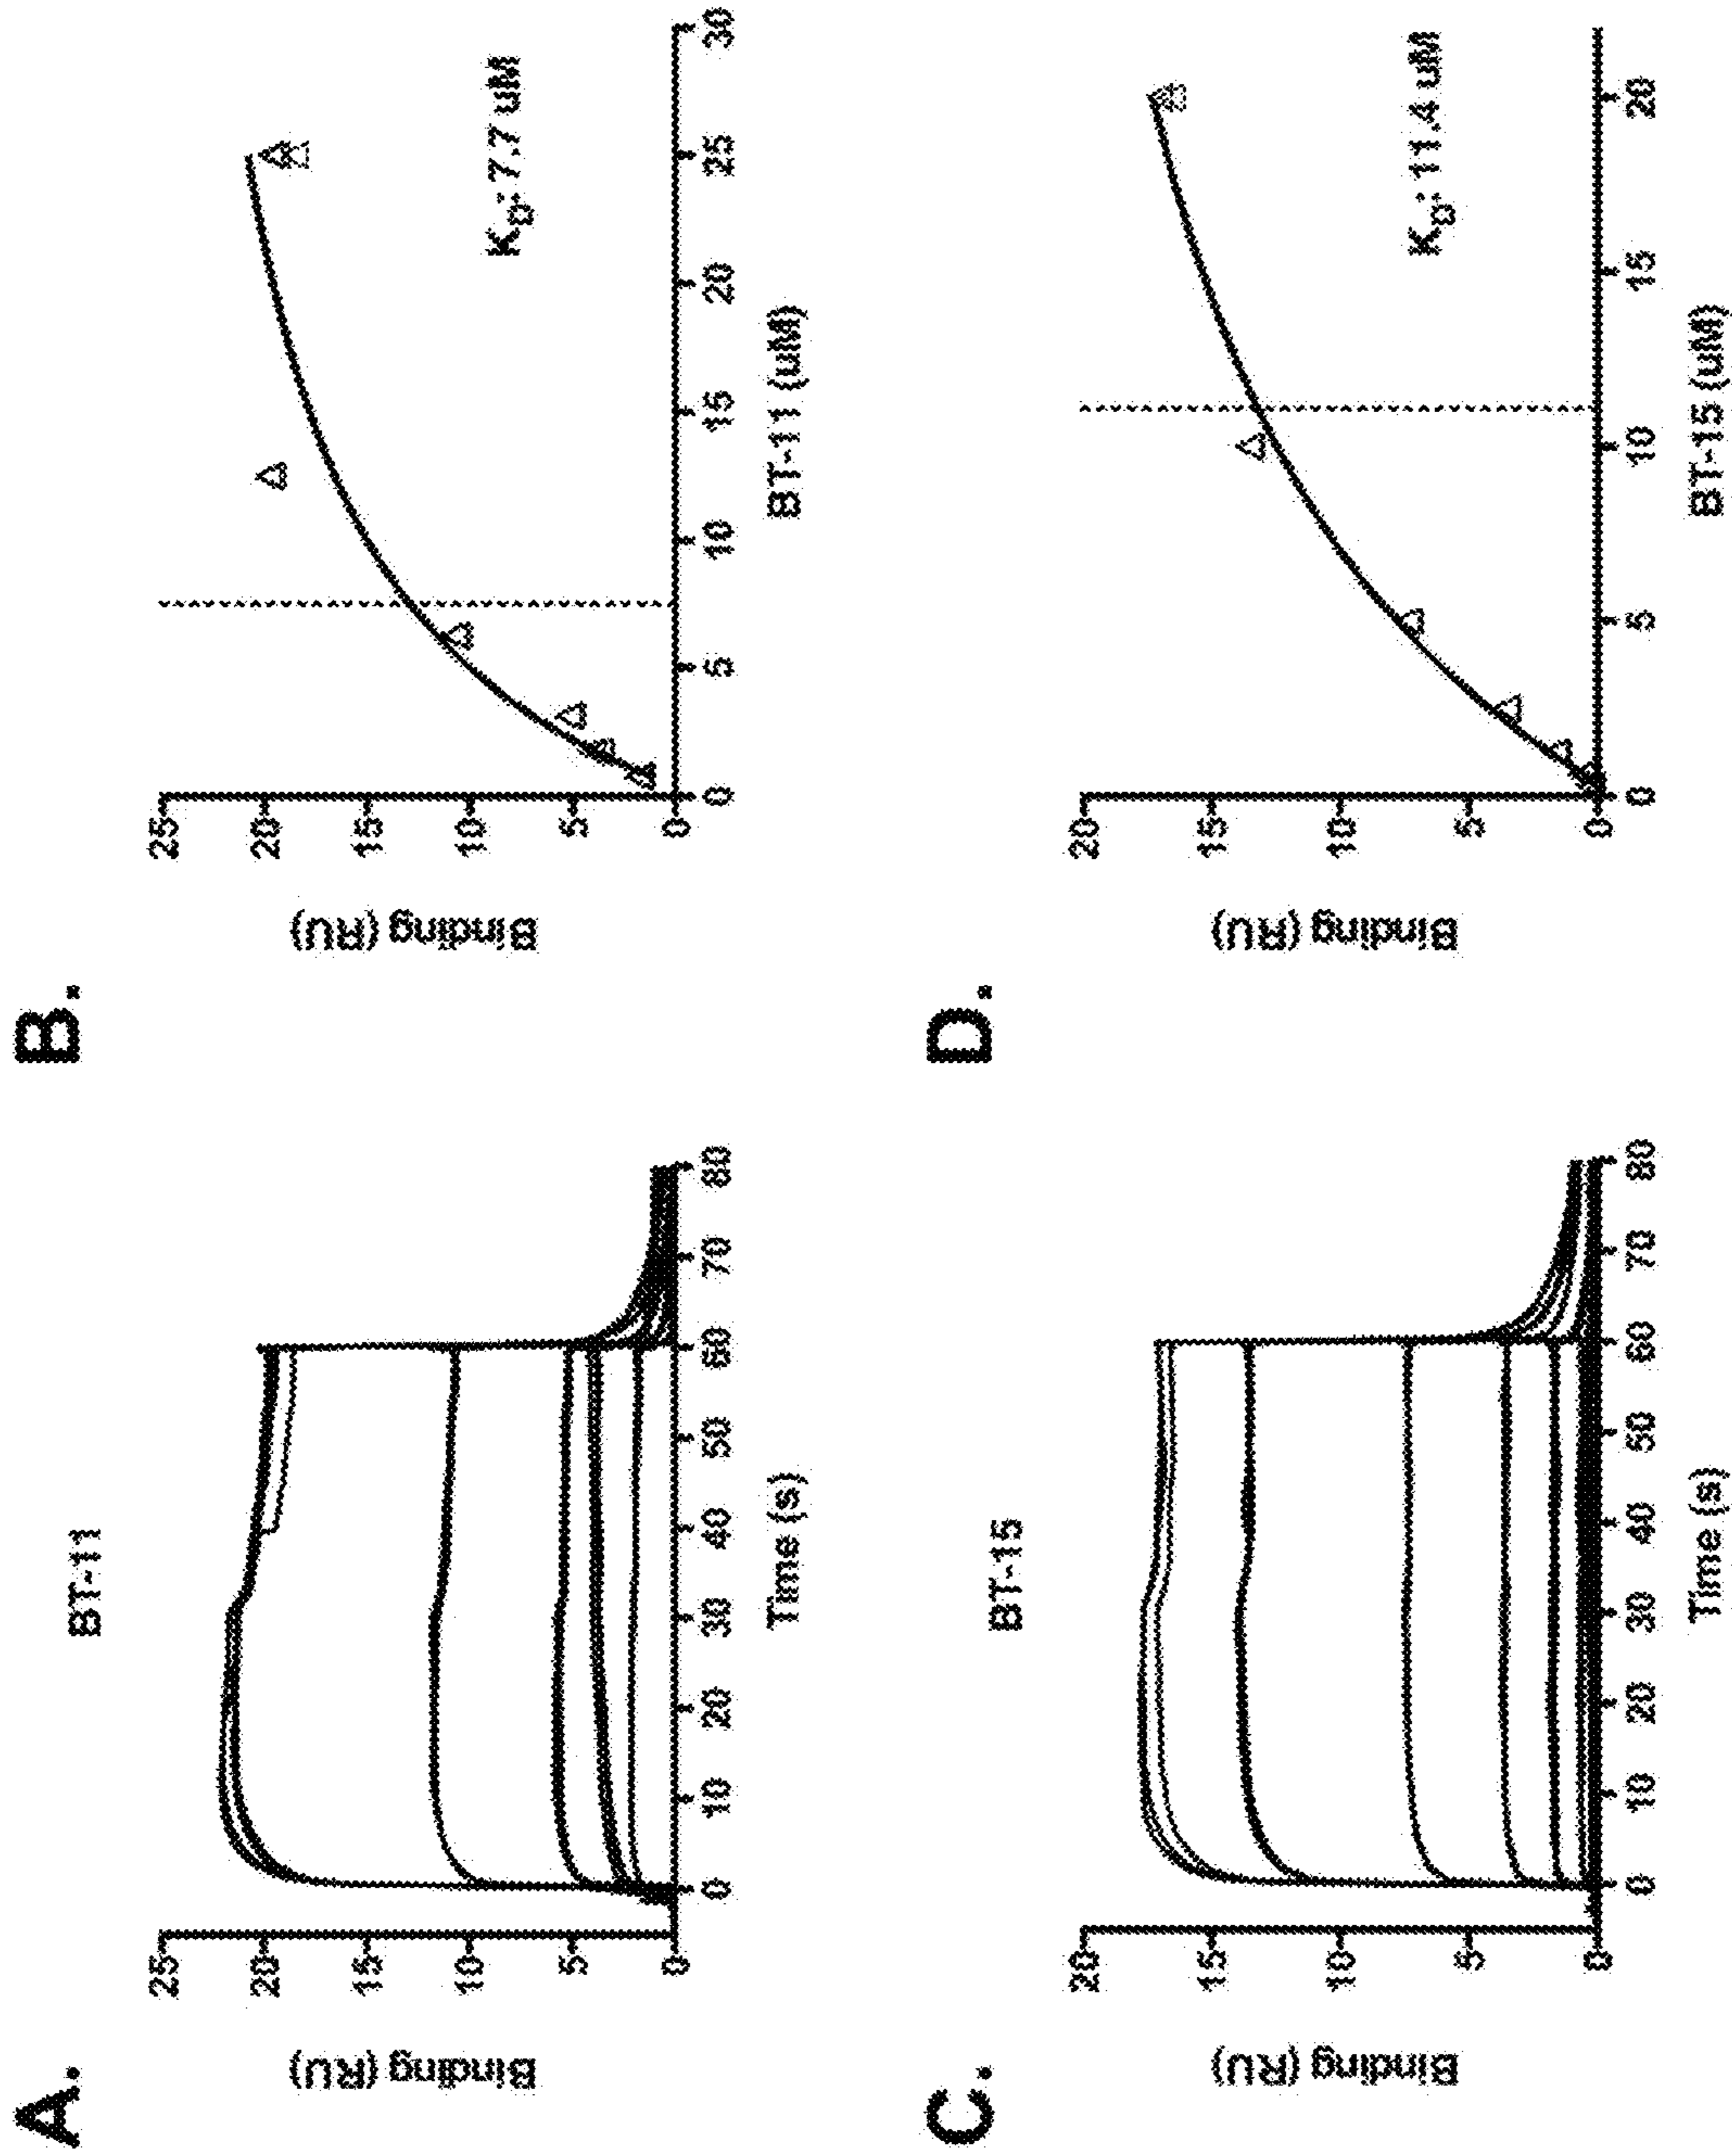 A.
BT-11
Binding (RU)
25
20
15
10
5
0
0 10 20 30 40 50 60 70 80
Time (s)
B.
Binding (RU)
25
20
15
10
5
0
K_D: 7.7 uM
0 5 10 15 20 25 30
BT-11 (uM)
C.
BT-15
Binding (RU)
20
15
10
5
0
0 10 20 30 40 50 60 70 80
Time (s)
D.
Binding (RU)
20
15
10
5
0
K_D: 11.4 uM
0 5 10 15 20
BT-15 (uM)